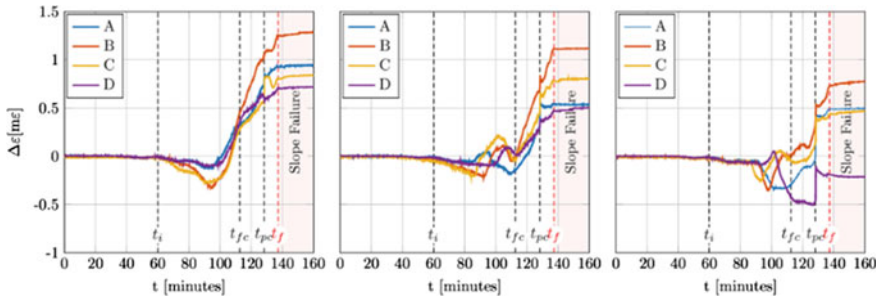 1.5
1
0.5
0
-0.5
-1
Δε[mε]
A
B
C
D
Slope Failure
t_i
t_fc
t_pc
t_f
0 20 40 60 80 100 120 140 160
t [minutes]
A
B
C
D
Slope Failure
t_i
t_fc
t_pc
t_f
0 20 40 60 80 100 120 140 160
t [minutes]
A
B
C
D
Slope Failure
t_i
t_fc
t_pc
t_f
0 20 40 60 80 100 120 140 160
t [minutes]